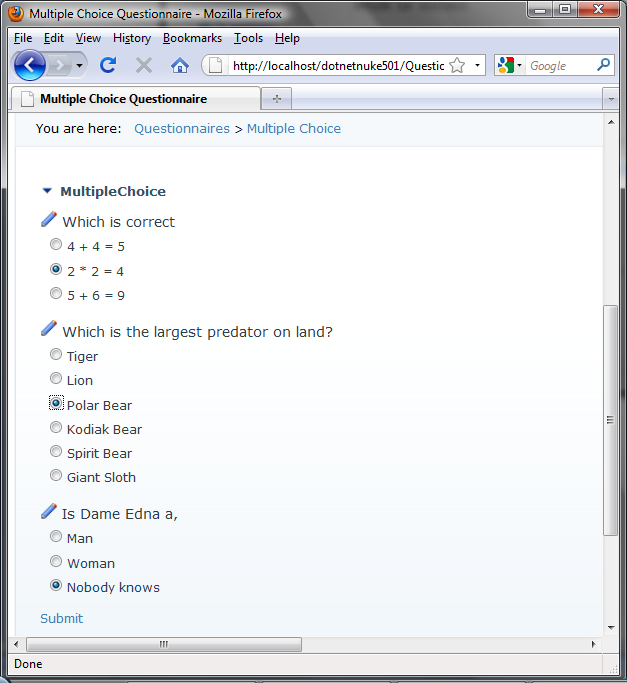 Multiple Choice Questionnaire - Mozilla Firefox
File Edit View History Bookmarks Tools Help
http://localhost/dotnetnuke501/Questic
Google
Multiple Choice Questionnaire
You are here: Questionnaires > Multiple Choice
MultipleChoice
Which is correct
4 + 4 = 5
2 * 2 = 4
5 + 6 = 9
Which is the largest predator on land?
Tiger
Lion
Polar Bear
Kodiak Bear
Spirit Bear
Giant Sloth
Is Dame Edna a,
Man
Woman
Nobody knows
Submit
Done